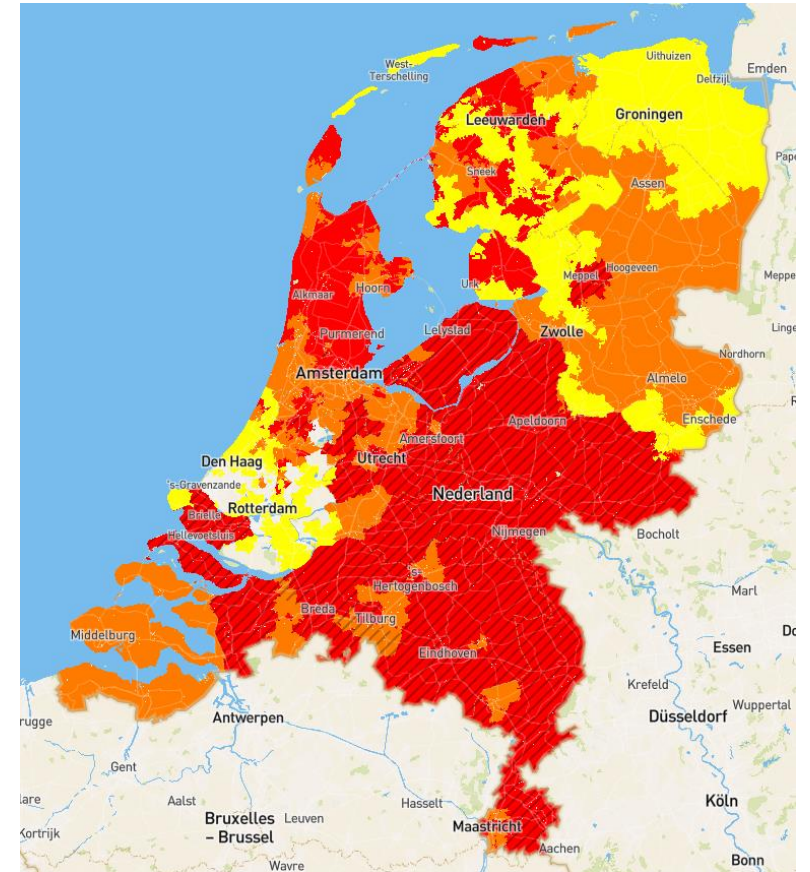 West-
Terschelling
Uithuizen
Delfzijl
Emden
Leeuwarden
Groningen
Sneek
Assen
Urk
Meppel
Hoogeveen
Meppe
Alkmaar
Hoorn
Purmerend
Lelystad
Zwolle
Linge
Nordhorn
Amsterdam
Almelo
Enschede
Apeldoorn
Amersfoort
Den Haag
Utrecht
's-Gravenzande
Nederland
Brielle
Rotterdam
Hellevoetsluis
Nijmegen
Bocholt
's-
Hertogenbosch
Marl
Breda
Tilburg
Middelburg
Eindhoven
Essen
Krefeld
Wuppertal
Antwerpen
Düsseldorf
rugge
Gent
Aalst
Hasselt
Köln
Bruxelles
– Brussel
Leuven
Maastricht
Kortrijk
Aachen
Wavre
Bonn